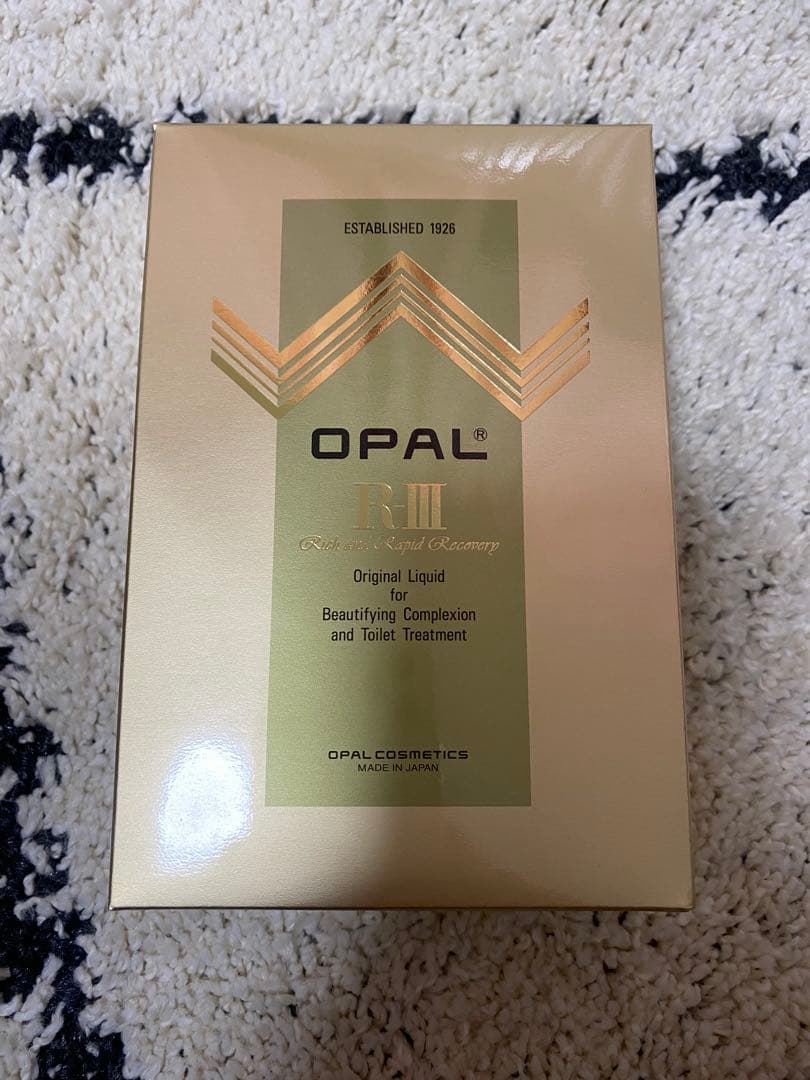 ESTABLISHED 1926
OPAL®
R-III
Rich and Rapid Recovery
Original Liquid
for
Beautifying Complexion
and Toilet Treatment
OPAL COSMETICS
MADE IN JAPAN